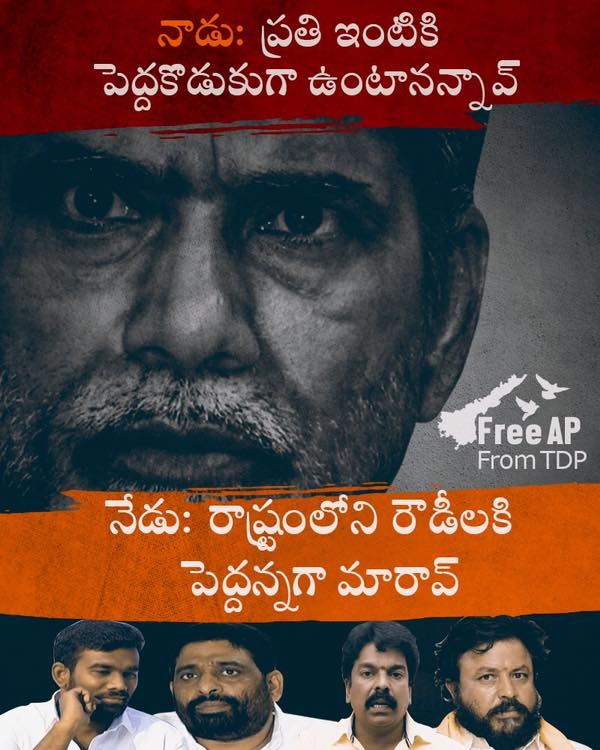 నాడు: ప్రతి ఇంటికి
పెద్దకొడుకుగా ఉంటానన్నావ్
Free AP
From TDP
నేడు: రాష్ట్రంలోని రౌడీలకి
పెద్దన్నగా మారావ్